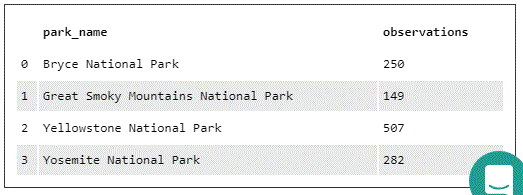 park_name observations
0 Bryce National Park 250
1 Great Smoky Mountains National Park 149
2 Yellowstone National Park 507
3 Yosemite National Park 282